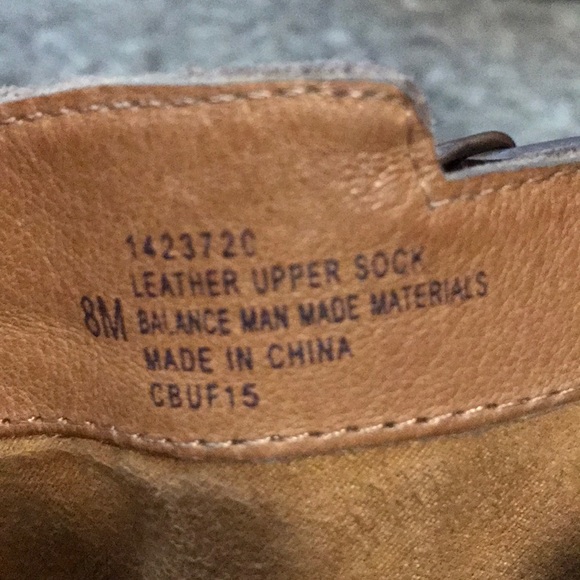 142372C
LEATHER UPPER SOCK
8M BALANCE MAN MADE MATERIALS
MADE IN CHINA
CBUF15